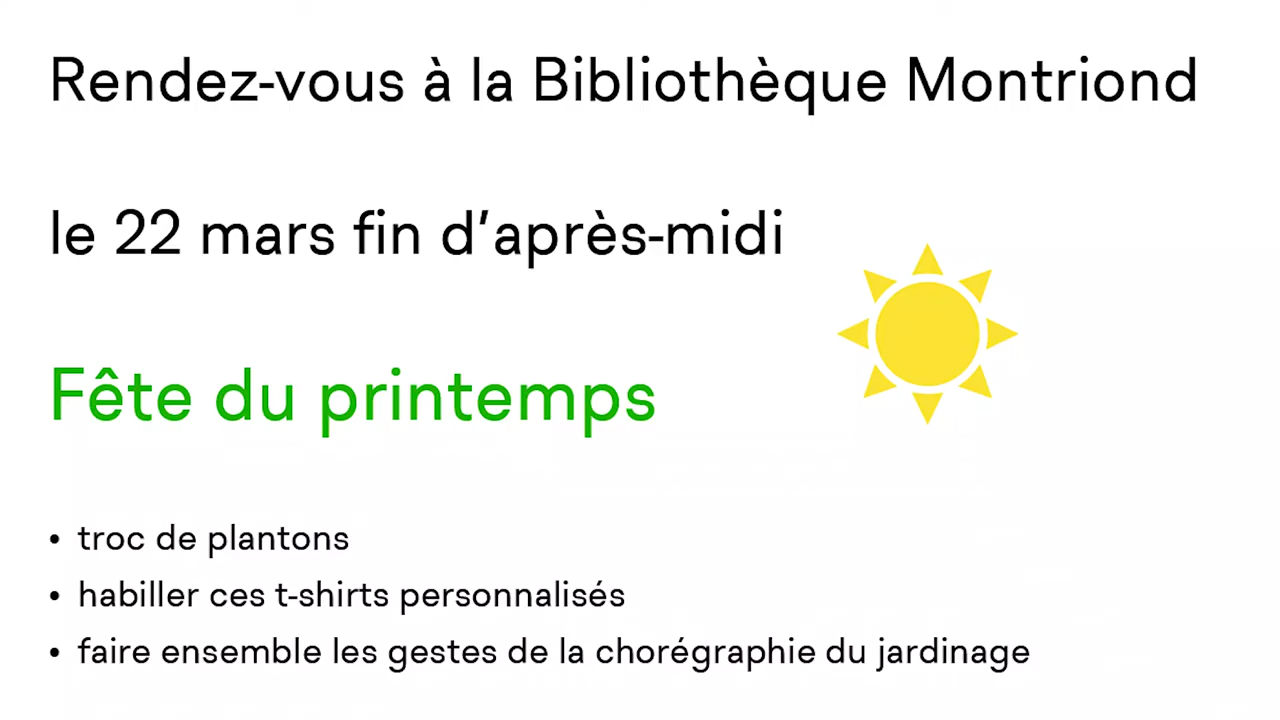 Rendez-vous à la Bibliothèque Montriond
le 22 mars fin d’après-midi
Fête du printemps
• troc de plantons
• habiller ces t-shirts personnalisés
• faire ensemble les gestes de la chorégraphie du jardinage